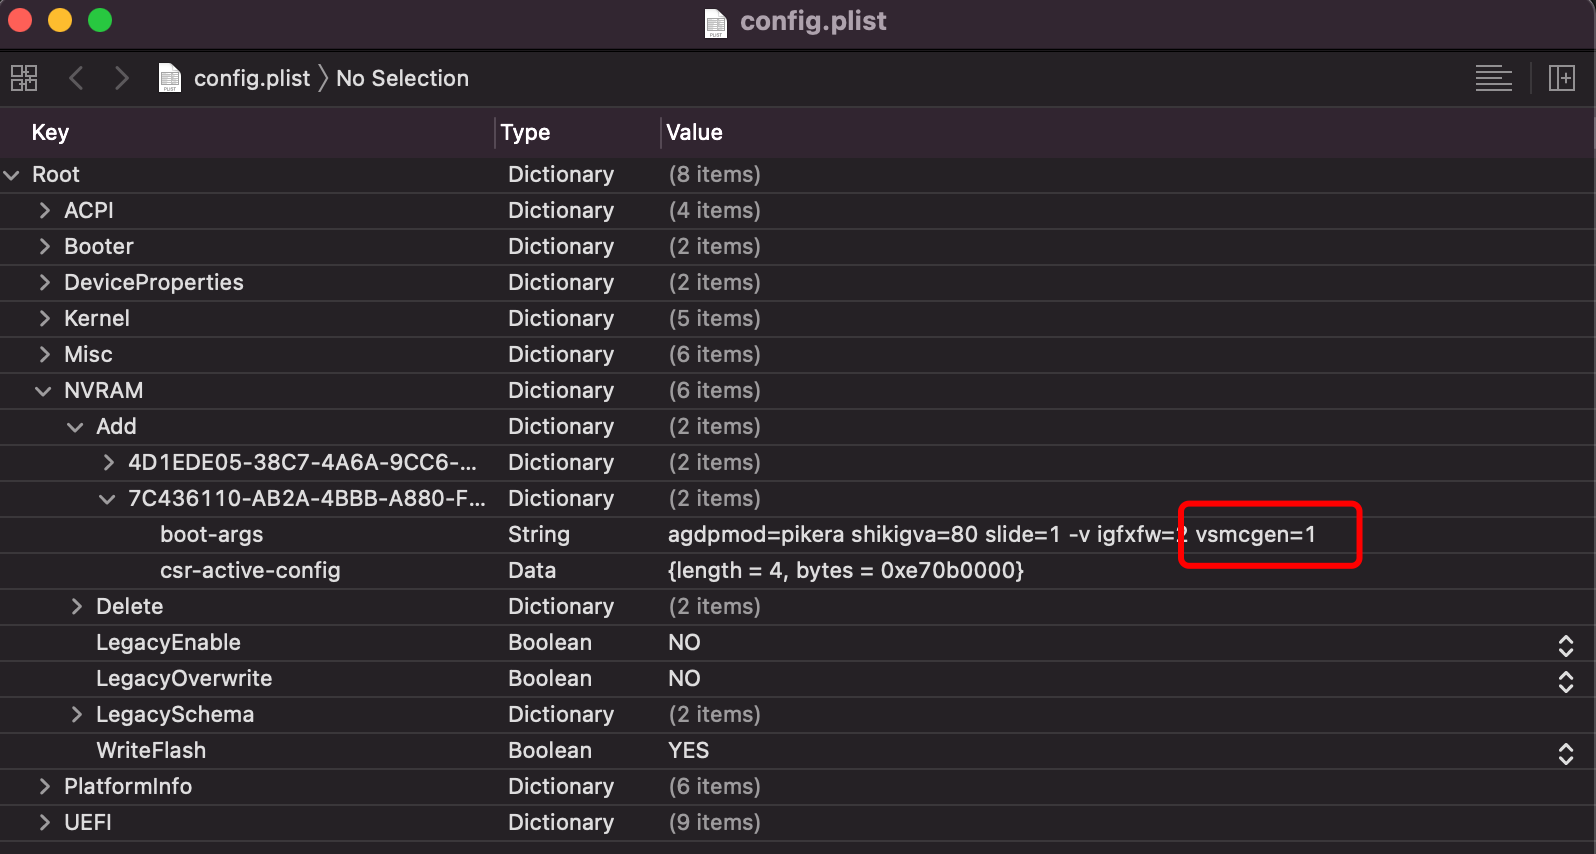 config.plist
config.plist 〉 No Selection
Key Type Value
Root Dictionary (8 items)
ACPI Dictionary (4 items)
Booter Dictionary (2 items)
DeviceProperties Dictionary (2 items)
Kernel Dictionary (5 items)
Misc Dictionary (6 items)
NVRAM Dictionary (6 items)
Add Dictionary (2 items)
4D1EDE05-38C7-4A6A-9CC6-... Dictionary (2 items)
7C436110-AB2A-4BBB-A880-F... Dictionary (2 items)
boot-args String agdpmod=pikera shikigva=80 slide=1 -v igfxfw=2 vsmcgen=1
csr-active-config Data {length = 4, bytes = 0xe70b0000}
Delete Dictionary (2 items)
LegacyEnable Boolean NO
LegacyOverwrite Boolean NO
LegacySchema Dictionary (2 items)
WriteFlash Boolean YES
PlatformInfo Dictionary (6 items)
UEFI Dictionary (9 items)